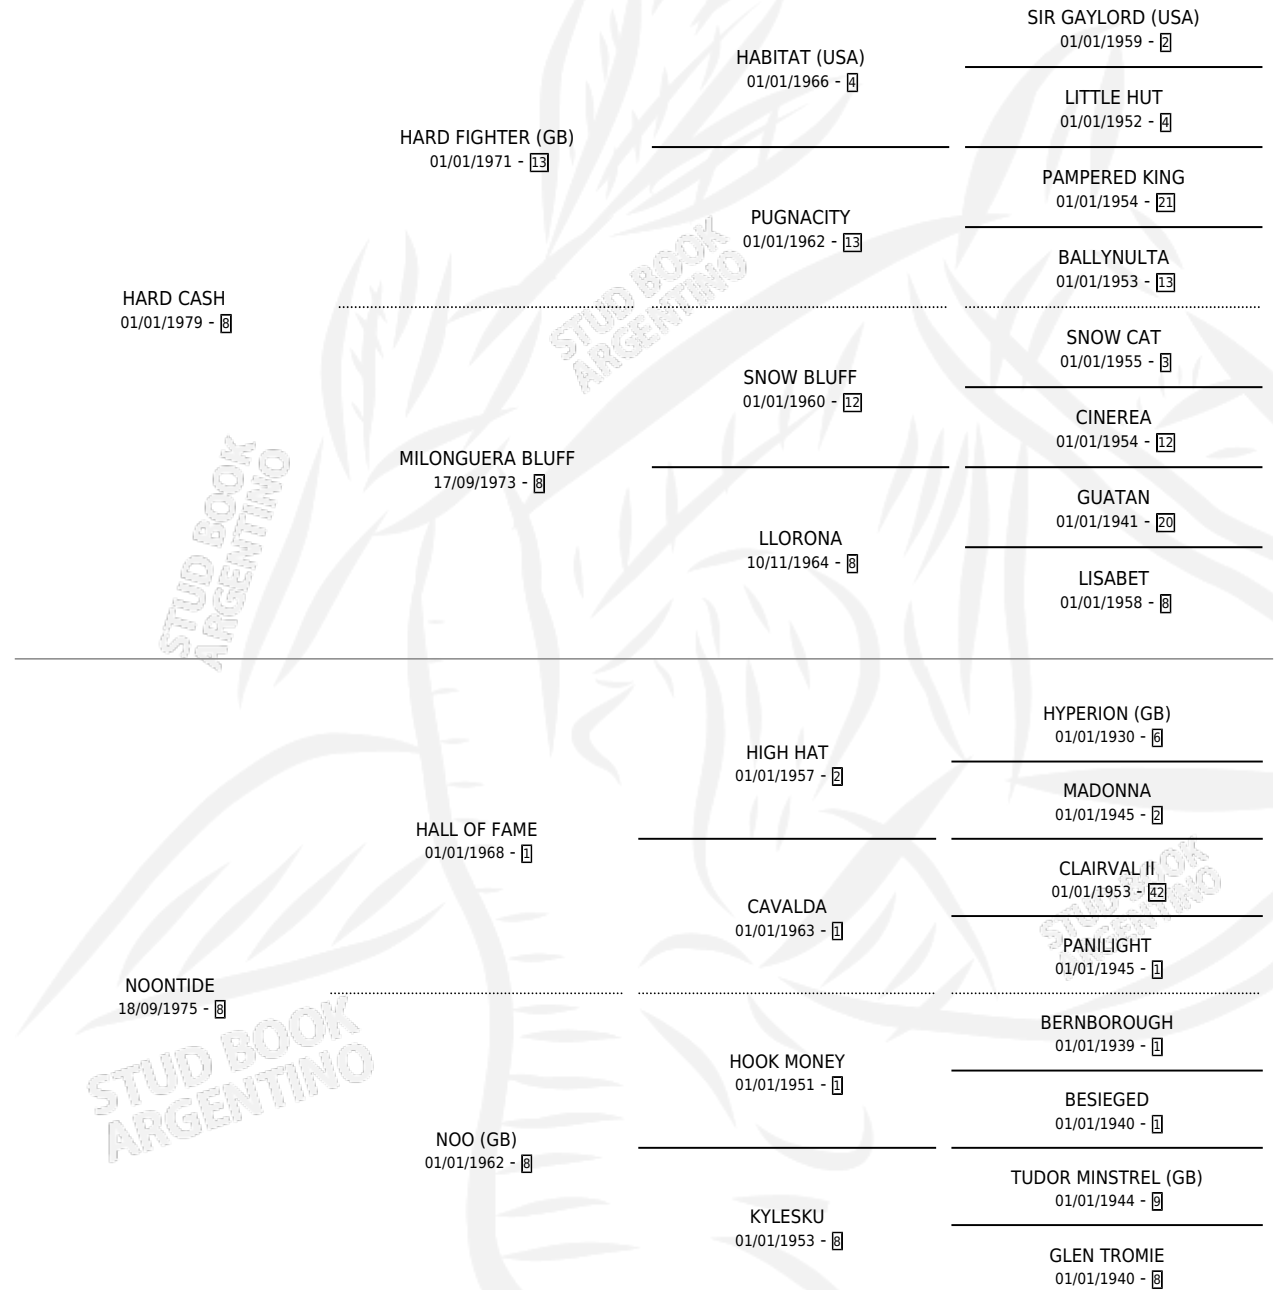 SIR GAYLORD (USA)
01/01/1959 - 2
HABITAT (USA)
01/01/1966 - 4
LITTLE HUT
01/01/1952 - 4
HARD FIGHTER (GB)
01/01/1971 - 13
PAMPERED KING
01/01/1954 - 21
PUGNACITY
01/01/1962 - 13
BALLYNULTA
01/01/1953 - 13
HARD CASH
01/01/1979 - 8
SNOW CAT
01/01/1955 - 3
SNOW BLUFF
01/01/1960 - 12
CINEREA
01/01/1954 - 12
MILONGUERA BLUFF
17/09/1973 - 8
GUATAN
01/01/1941 - 20
LLORONA
10/11/1964 - 8
LISABET
01/01/1958 - 8
STUD BOOK
ARGENTINO
STUD BOOK
ARGENTINO
HYPERION (GB)
01/01/1930 - 6
HIGH HAT
01/01/1957 - 2
MADONNA
01/01/1945 - 2
HALL OF FAME
01/01/1968 - 1
CLAIRVAL II
01/01/1953 - 42
CAVALDA
01/01/1963 - 1
PANILIGHT
01/01/1945 - 1
NOONTIDE
18/09/1975 - 8
BERNBOROUGH
01/01/1939 - 1
HOOK MONEY
01/01/1951 - 1
BESIEGED
01/01/1940 - 1
NOO (GB)
01/01/1962 - 8
TUDOR MINSTREL (GB)
01/01/1944 - 9
KYLESKU
01/01/1953 - 8
GLEN TROMIE
01/01/1940 - 8
STUD BOOK
ARGENTINO
STUD BOOK
ARGENTINO